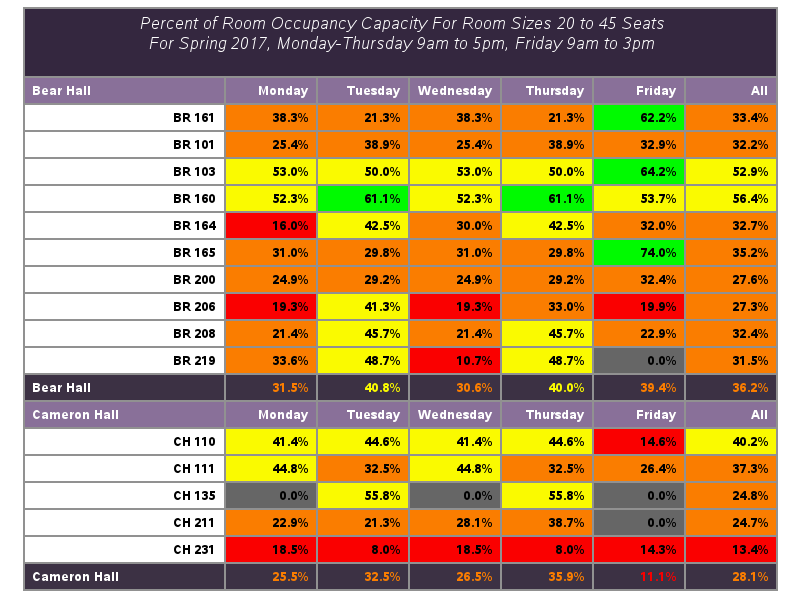 Percent of Room Occupancy Capacity For Room Sizes 20 to 45 Seats
For Spring 2017, Monday-Thursday 9am to 5pm, Friday 9am to 3pm
Bear Hall Monday Tuesday Wednesday Thursday Friday All
BR 161 38.3% 21.3% 38.3% 21.3% 62.2% 33.4%
BR 101 25.4% 38.9% 25.4% 38.9% 32.9% 32.2%
BR 103 53.0% 50.0% 53.0% 50.0% 64.2% 52.9%
BR 160 52.3% 61.1% 52.3% 61.1% 53.7% 56.4%
BR 164 16.0% 42.5% 30.0% 42.5% 32.0% 32.7%
BR 165 31.0% 29.8% 31.0% 29.8% 74.0% 35.2%
BR 200 24.9% 29.2% 24.9% 29.2% 32.4% 27.6%
BR 206 19.3% 41.3% 19.3% 33.0% 19.9% 27.3%
BR 208 21.4% 45.7% 21.4% 45.7% 22.9% 32.4%
BR 219 33.6% 48.7% 10.7% 48.7% 0.0% 31.5%
Bear Hall 31.5% 40.8% 30.6% 40.0% 39.4% 36.2%
Cameron Hall Monday Tuesday Wednesday Thursday Friday All
CH 110 41.4% 44.6% 41.4% 44.6% 14.6% 40.2%
CH 111 44.8% 32.5% 44.8% 32.5% 26.4% 37.3%
CH 135 0.0% 55.8% 0.0% 55.8% 0.0% 24.8%
CH 211 22.9% 21.3% 28.1% 38.7% 0.0% 24.7%
CH 231 18.5% 8.0% 18.5% 8.0% 14.3% 13.4%
Cameron Hall 25.5% 32.5% 26.5% 35.9% 11.1% 28.1%